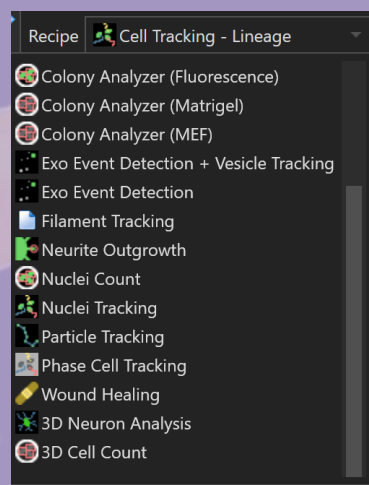 Recipe Cell Tracking - Lineage
Colony Analyzer (Fluorescence)
Colony Analyzer (Matrigel)
Colony Analyzer (MEF)
Exo Event Detection + Vesicle Tracking
Exo Event Detection
Filament Tracking
Neurite Outgrowth
Nuclei Count
Nuclei Tracking
Particle Tracking
Phase Cell Tracking
Wound Healing
3D Neuron Analysis
3D Cell Count